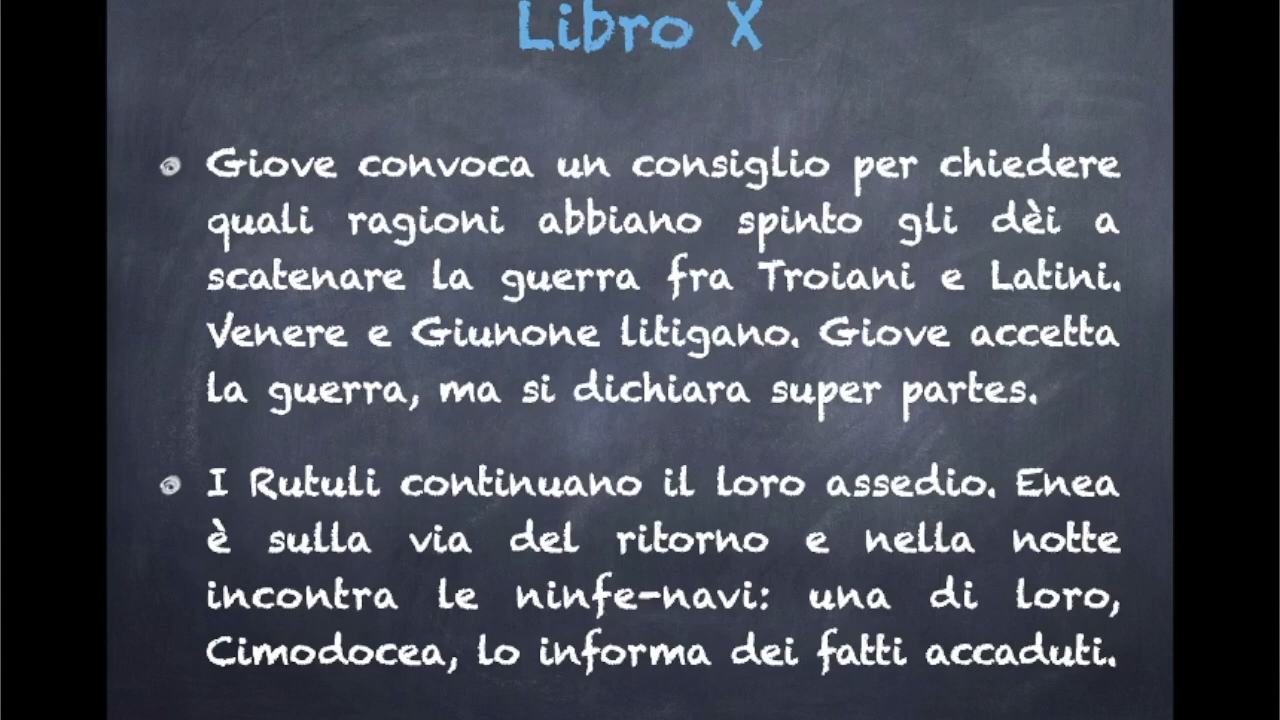 Libro X
Giove convoca un consiglio per chiedere
quali ragioni abbiano spinto gli dèi a
scatenare la guerra fra Troiani e Latini.
Venere e Giunone litigano. Giove accetta
la guerra, ma si dichiara super partes.
I Rutuli continuano il loro assedio. Enea
è sulla via del ritorno e nella notte
incontra le ninfe-navi: una di loro,
Cimodocea, lo informa dei fatti accaduti.